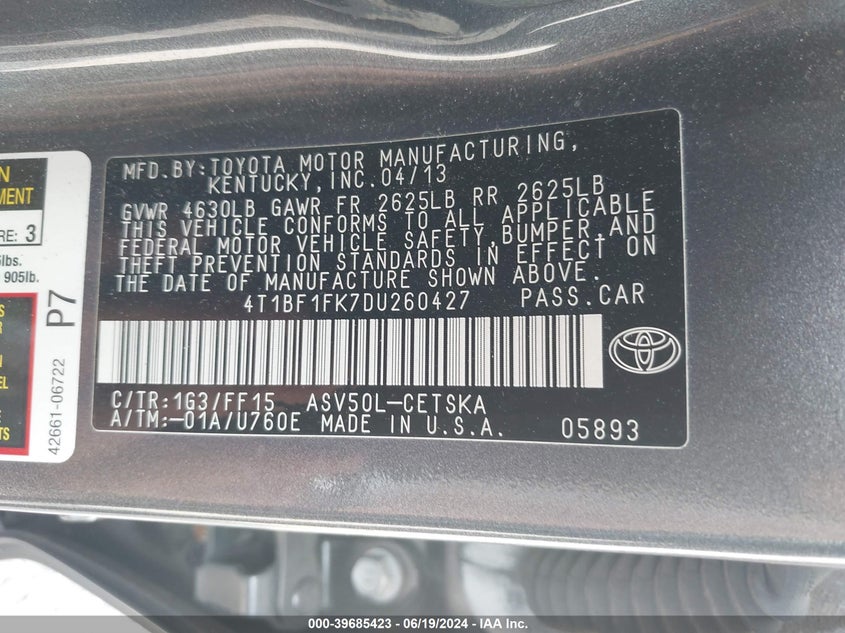 MFD.BY:TOYOTA MOTOR MANUFACTURING,
KENTUCKY,INC.04/13
GVWR 4630LB GAWR FR 2625LB RR 2625LB
THIS VEHICLE CONFORMS TO ALL APPLICABLE
FEDERAL MOTOR VEHICLE SAFETY,BUMPER,AND
THEFT PREVENTION STANDARDS IN EFFECT ON
THE DATE OF MANUFACTURE SHOWN ABOVE.
4T1BF1FK7DU260427 PASS.CAR
C/TR:1G3/FF15 ASV50L-CETSKA
A/TM:-01A/U760E MADE IN U.S.A. 05893
MENT
RE: 3
lbs.
905lb.
P7
42661-06722
000-39685423 - 06/19/2024 - IAA Inc.